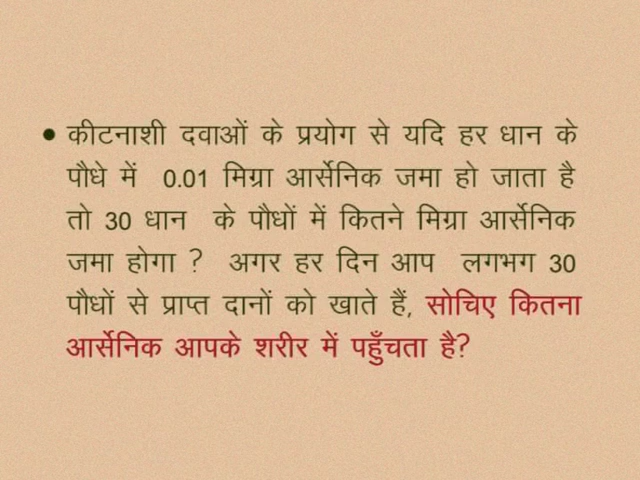 • कीटनाशी दवाओं के प्रयोग से यदि हर धान के
पौधे में 0.01 मिग्रा आर्सेनिक जमा हो जाता है
तो 30 धान के पौधों में कितने मिग्रा आर्सेनिक
जमा होगा ? अगर हर दिन आप लगभग 30
पौधों से प्राप्त दानों को खाते हैं, सोचिए कितना
आर्सेनिक आपके शरीर में पहुँचता है?